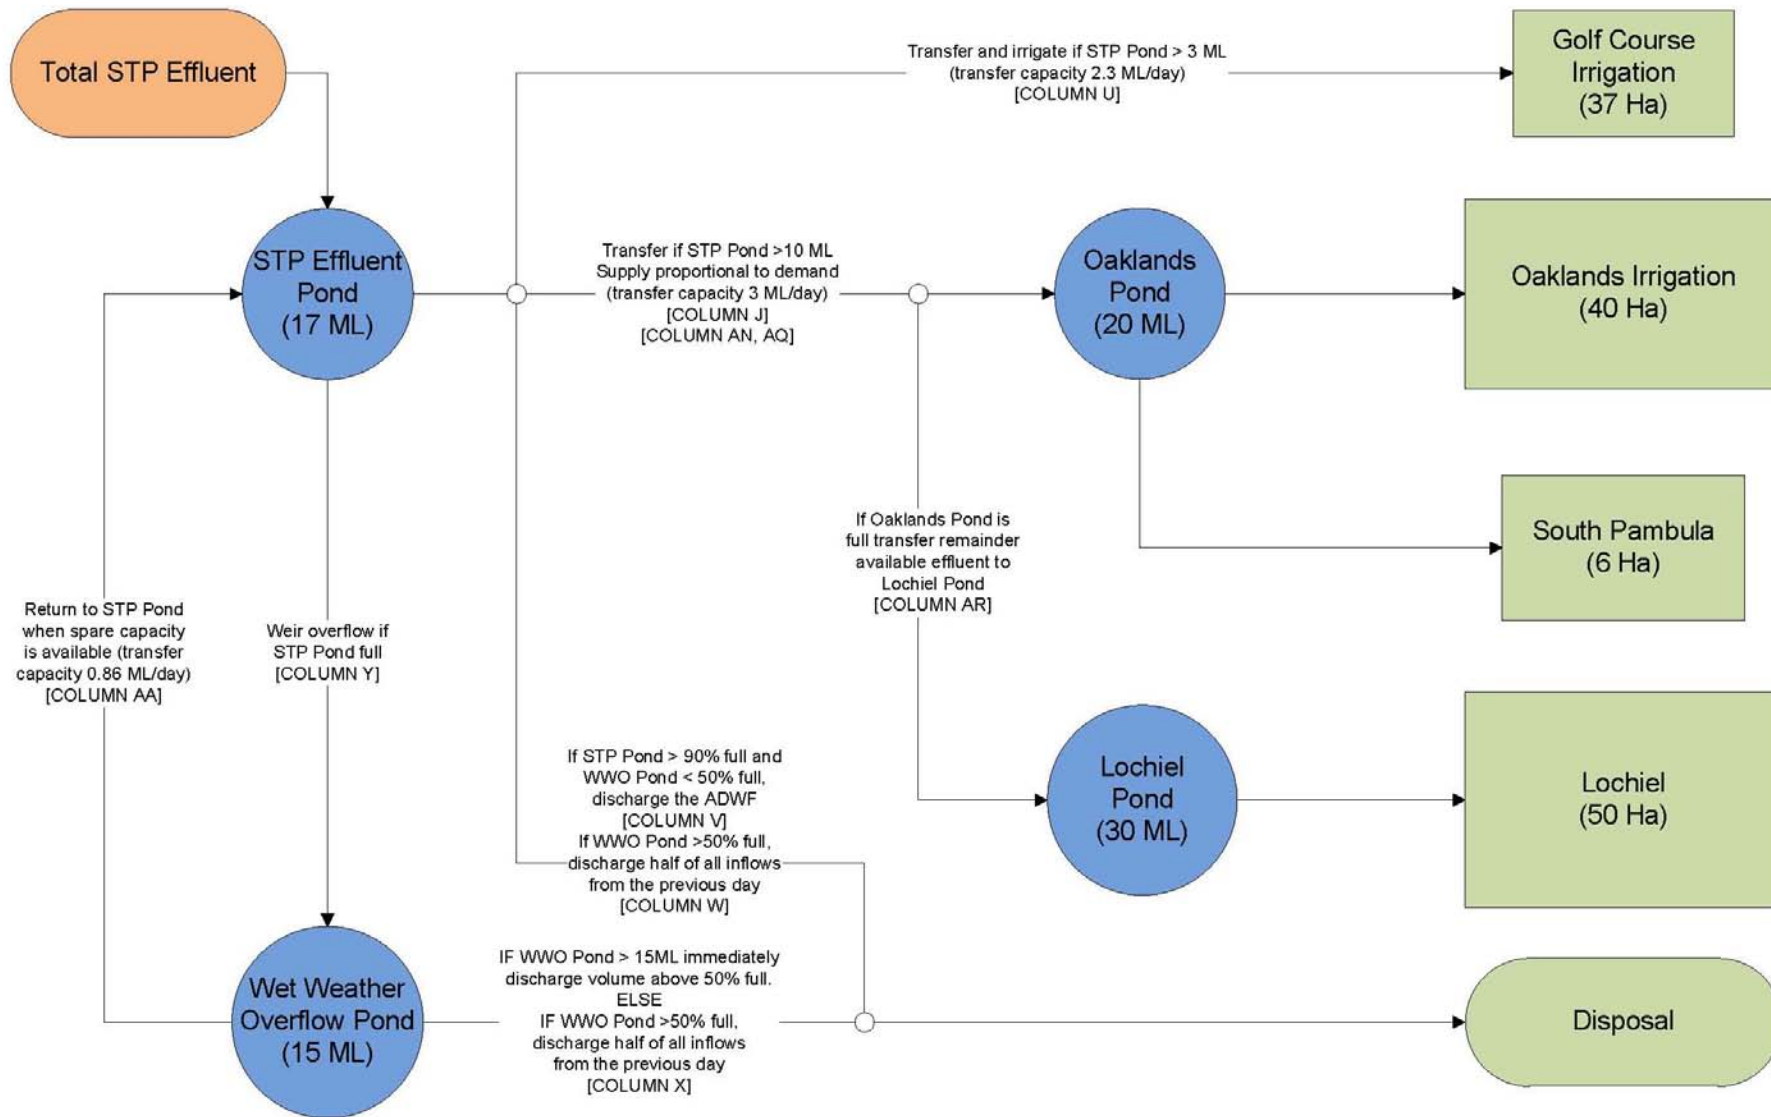 Total STP Effluent
Transfer and irrigate if STP Pond > 3 ML
(transfer capacity 2.3 ML/day)
[COLUMN U]
Golf Course
Irrigation
(37 Ha)
STP Effluent
Pond
(17 ML)
Transfer if STP Pond >10 ML
Supply proportional to demand
(transfer capacity 3 ML/day)
[COLUMN J]
[COLUMN AN, AQ]
Oaklands
Pond
(20 ML)
Oaklands Irrigation
(40 Ha)
If Oaklands Pond is
full transfer remainder
available effluent to
Lochiel Pond
[COLUMN AR]
South Pambula
(6 Ha)
Return to STP Pond
when spare capacity
is available (transfer
capacity 0.86 ML/day)
[COLUMN AA]
Weir overflow if
STP Pond full
[COLUMN Y]
If STP Pond > 90% full and
WWO Pond < 50% full,
discharge the ADWF
[COLUMN V]
If WWO Pond >50% full,
discharge half of all inflows
from the previous day
[COLUMN W]
Lochiel
Pond
(30 ML)
Lochiel
(50 Ha)
Wet Weather
Overflow Pond
(15 ML)
IF WWO Pond > 15ML immediately
discharge volume above 50% full.
ELSE
IF WWO Pond >50% full,
discharge half of all inflows
from the previous day
[COLUMN X]
Disposal